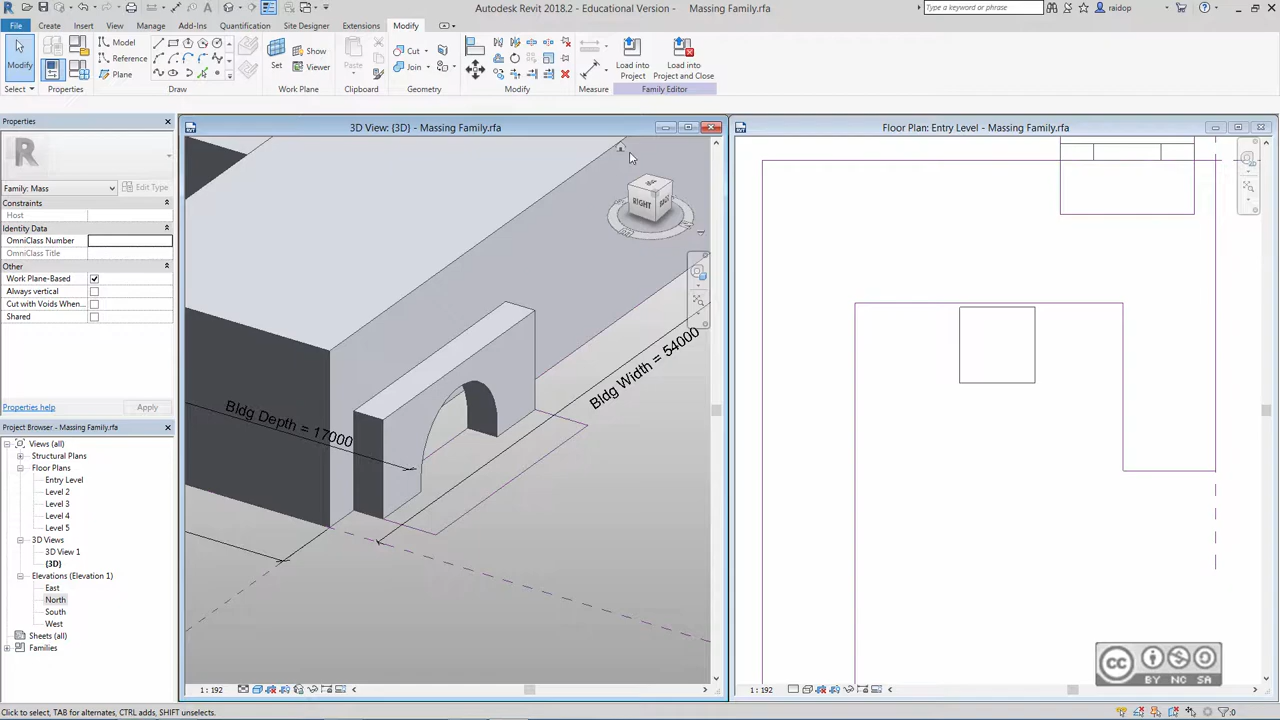 Autodesk Revit 2018.2 - Educational Version - Massing Family.rfa
Type a keyword or phrase
raidop
File Create Insert View Manage Add-Ins Quantification Site Designer Extensions Modify
Modify
Model
Reference
Plane
Set
Show
Viewer
Paste
Cut
Join
Load into
Project
Load into
Project and Close
Select Properties Draw Work Plane Clipboard Geometry Modify Measure Family Editor
Properties
R
Family: Mass
Edit Type
Constraints
Host
Identity Data
OmniClass Number
OmniClass Title
Other
Work Plane-Based
Always vertical
Cut with Voids When...
Shared
Properties help
Apply
Project Browser - Massing Family.rfa
Views (all)
Structural Plans
Floor Plans
Entry Level
Level 2
Level 3
Level 4
Level 5
3D Views
3D View 1
{3D}
Elevations (Elevation 1)
East
North
South
West
Sheets (all)
Families
3D View: {3D} - Massing Family.rfa
RIGHT
Bldg Width = 54000
Bldg Depth = 17000
1 : 192
Floor Plan: Entry Level - Massing Family.rfa
1 : 192
cc
BY NC SA
Click to select, TAB for alternates, CTRL adds, SHIFT unselects.
:0